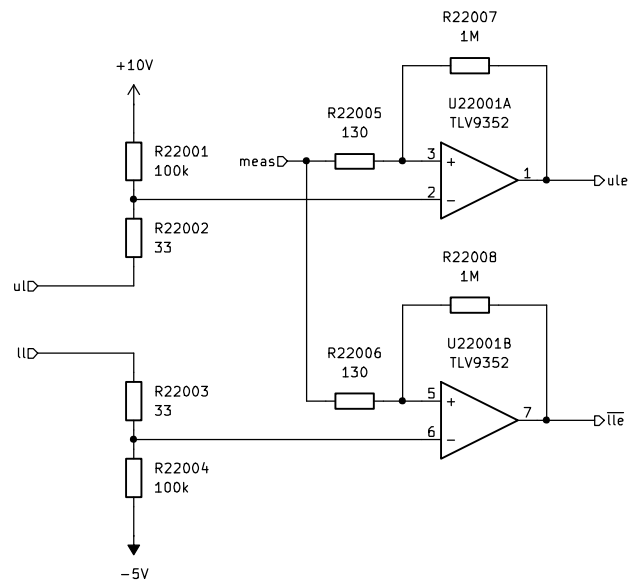 R22007
1M
+10V
R22005
130
U22001A
TLV9352
R22001
100k
meas
3
+
1
ule
2
−
R22002
33
R22008
1M
ul
ll
R22006
130
U22001B
TLV9352
R22003
33
5
+
7
lle
6
−
R22004
100k
−5V